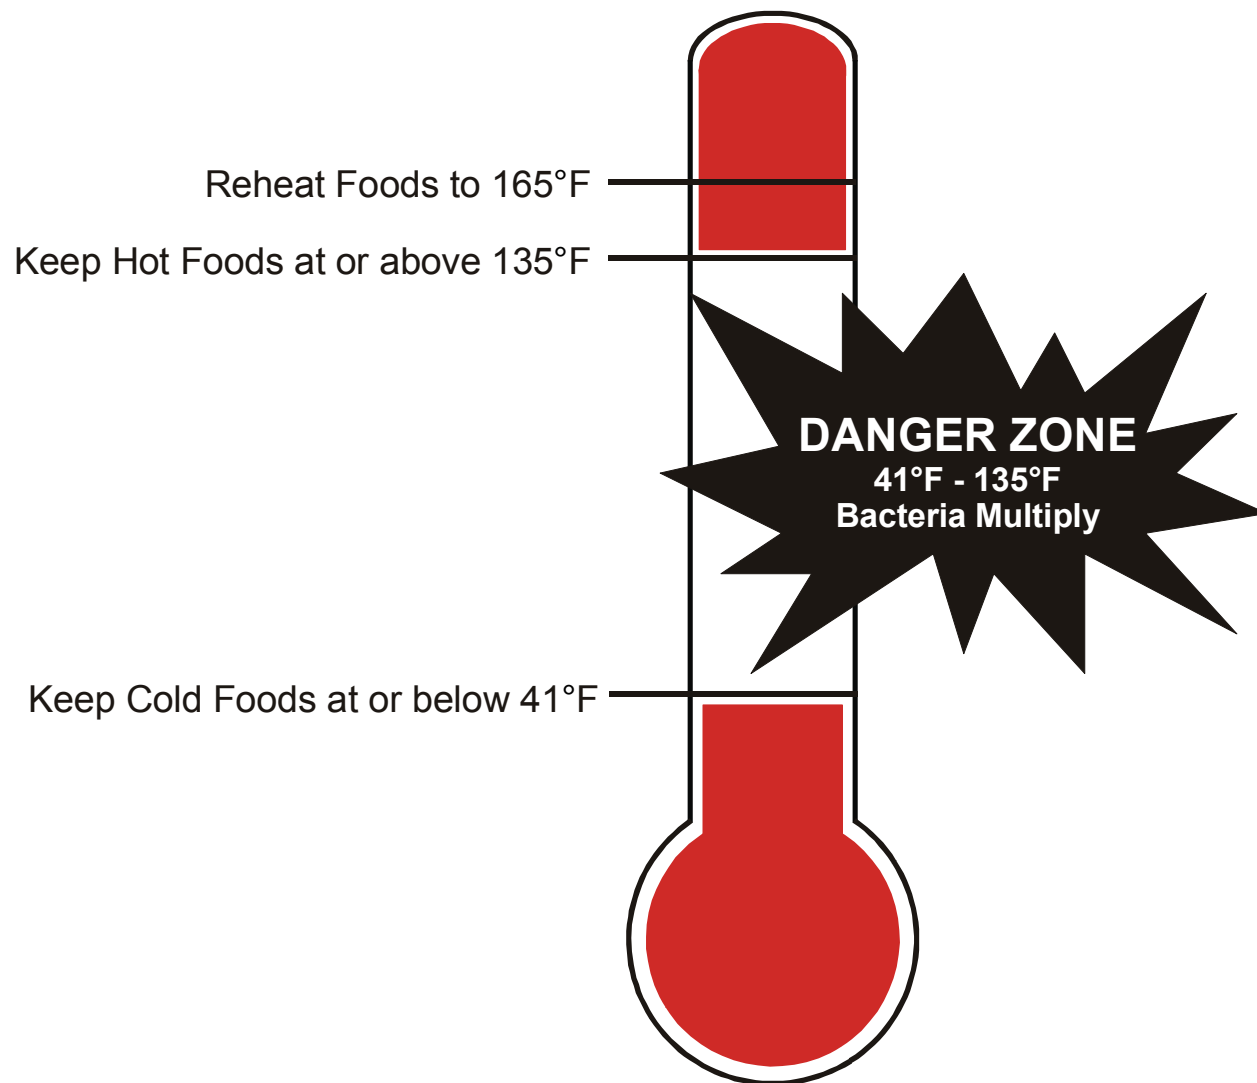 Reheat Foods to 165°F
Keep Hot Foods at or above 135°F
DANGER ZONE
41°F - 135°F
Bacteria Multiply
Keep Cold Foods at or below 41°F